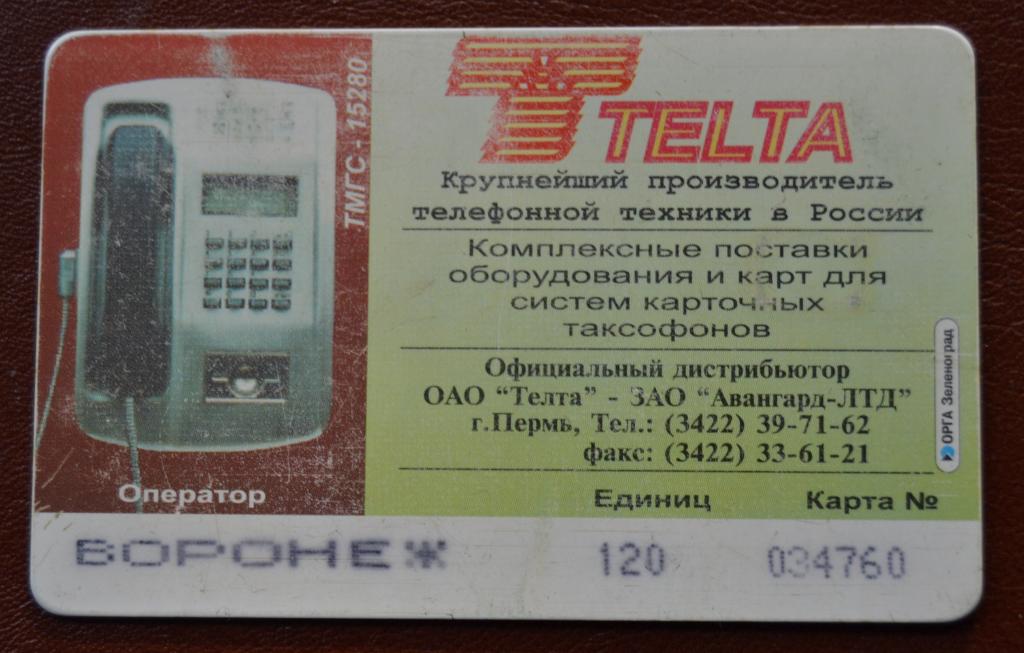 ТМГС-15280
TELTA
Крупнейший производитель
телефонной техники в России
Комплексные поставки
оборудования и карт для
систем карточных
таксофонов
Официальный дистрибьютор
ОАО "Телта" - ЗАО "Авангард-ЛТД"
г.Пермь, Тел.: (3422) 39-71-62
факс: (3422) 33-61-21
ОРГА Зеленоград
Оператор Единиц Карта №
ВОРОНЕЖ 120 034760